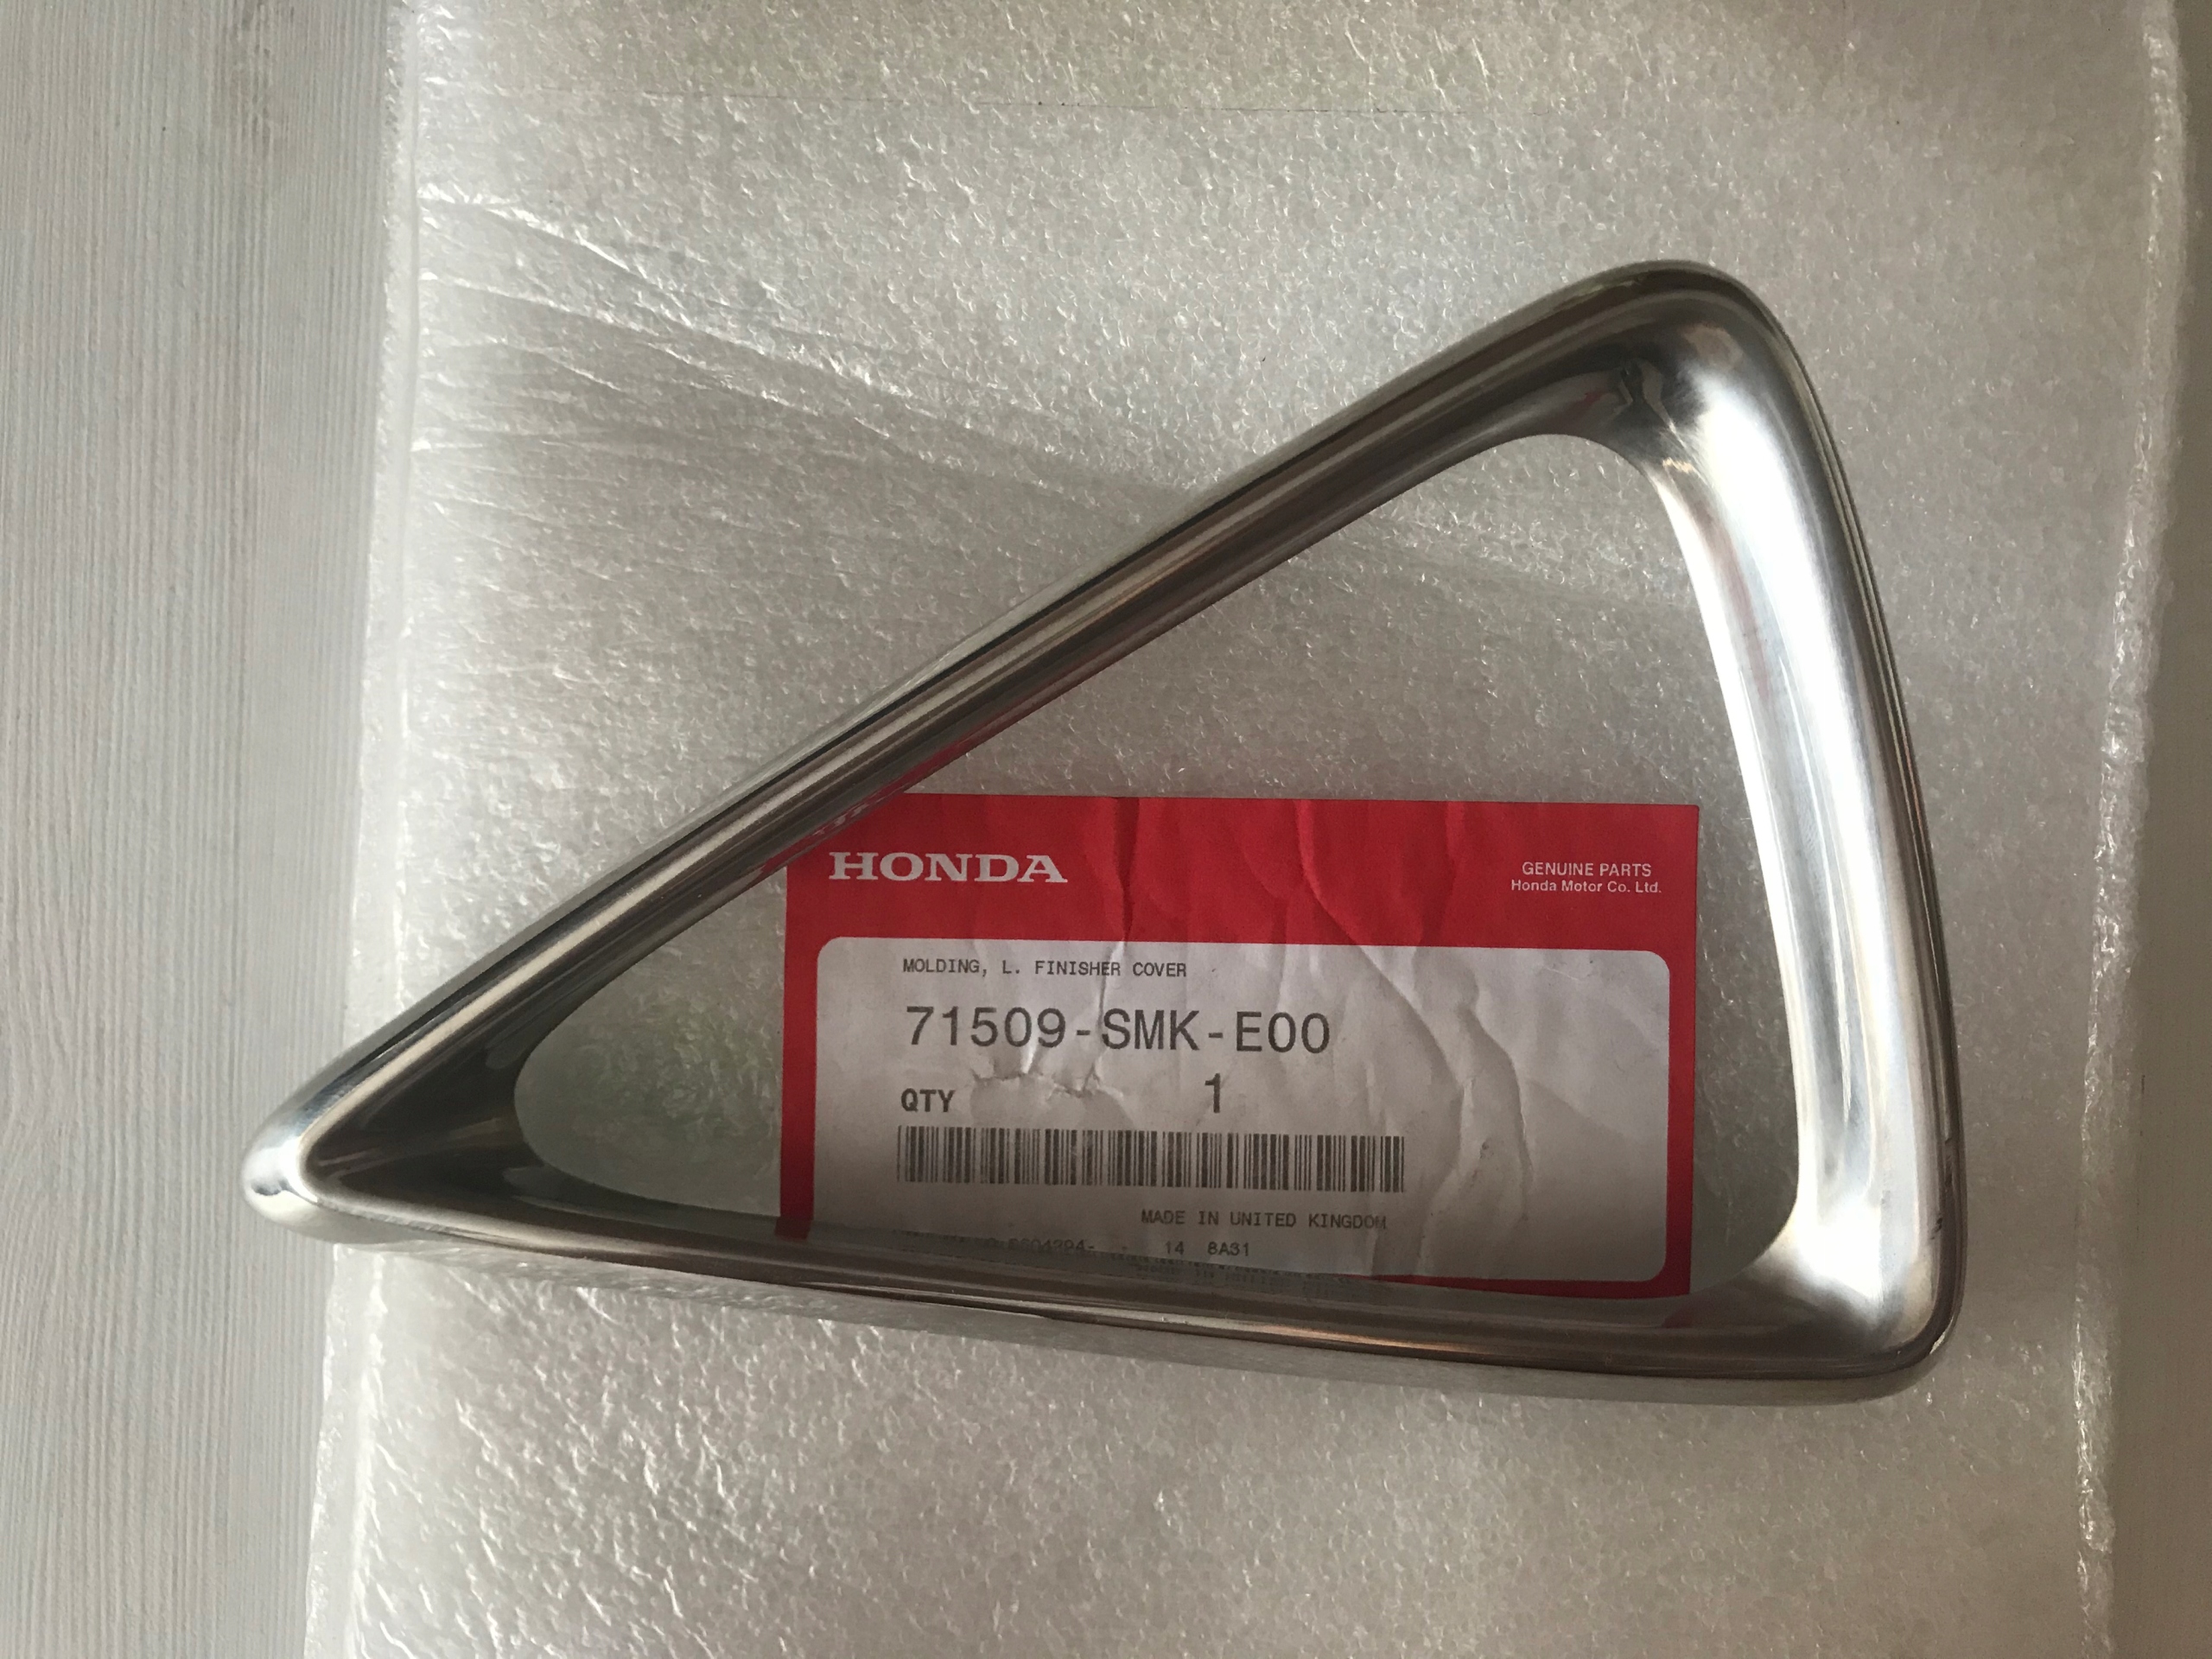 HONDA
GENUINE PARTS
Honda Motor Co. Ltd.
MOLDING, L. FINISHER COVER
71509-SMK-E00
QTY 1
MADE IN UNITED KINGDOM
14 8A31